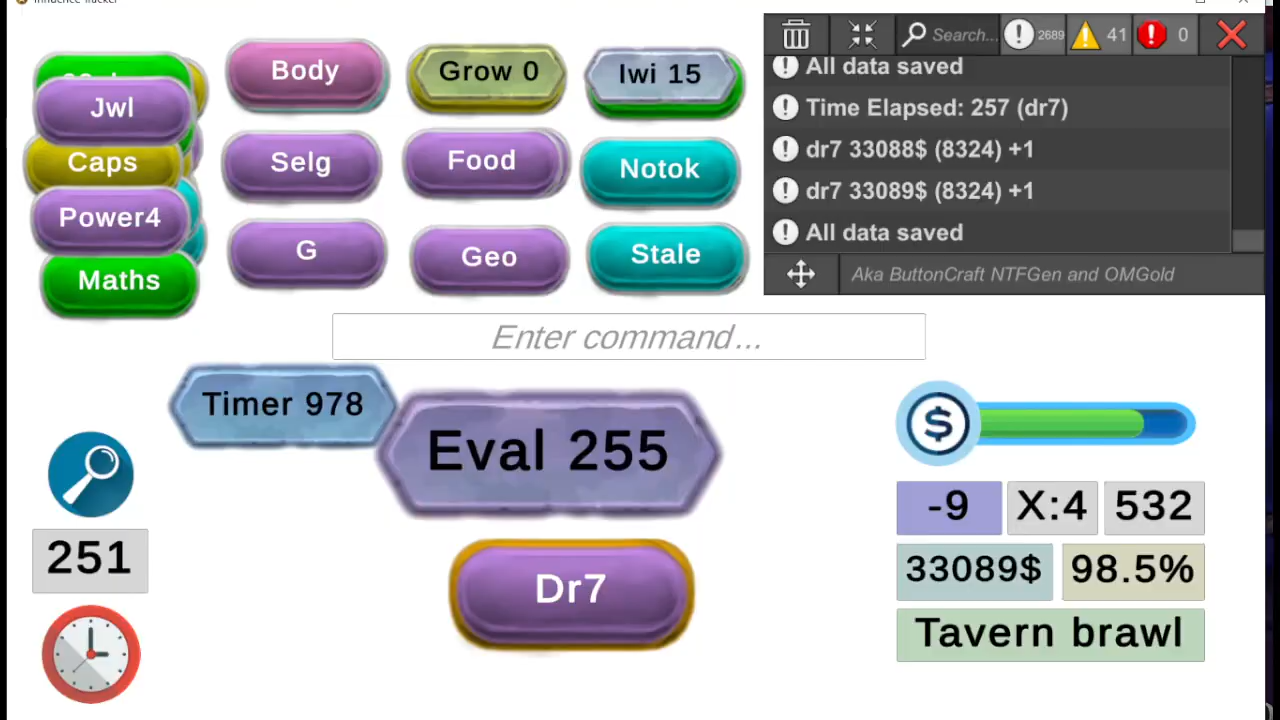 Influence Tracker
Jwl
Caps
Power4
Maths
Body
Selg
G
Grow 0
Food
Geo
Iwi 15
Notok
Stale
Search...
2689
41
0
All data saved
Time Elapsed: 257 (dr7)
dr7 33088$ (8324) +1
dr7 33089$ (8324) +1
All data saved
Aka ButtonCraft NTFGen and OMGold
Enter command...
Timer 978
Eval 255
Dr7
251
$
-9
X:4
532
33089$
98.5%
Tavern brawl